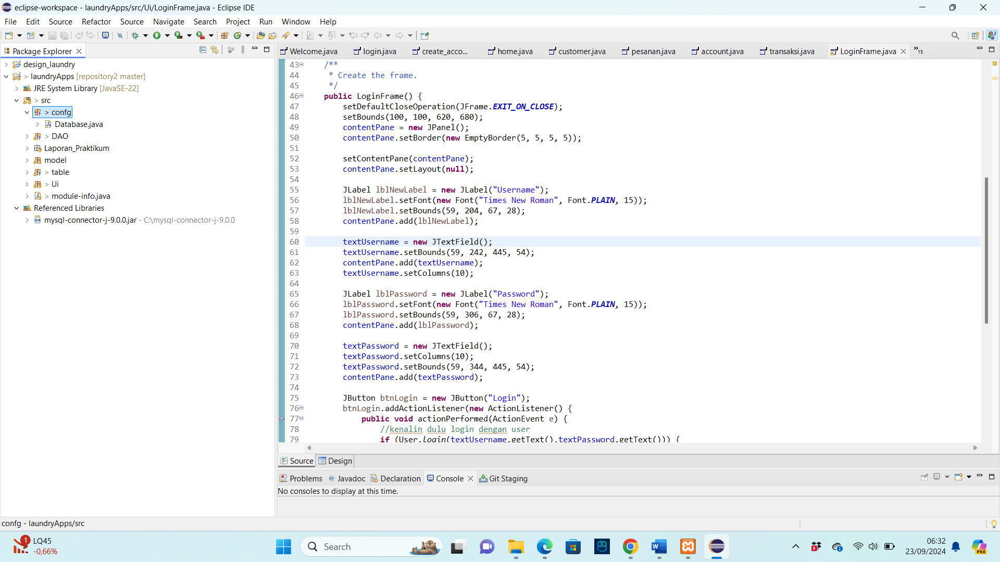 eclipse-workspace - laundryApps/src/Ui/LoginFrame.java - Eclipse IDE
File Edit Source Refactor Source Navigate Search Project Run Window Help
Package Explorer
design_laundry
> laundryApps [repository2 master]
JRE System Library [JavaSE-22]
> src
> confg
Database.java
> DAO
Laporan_Praktikum
model
> table
> Ui
> module-info.java
Referenced Libraries
mysql-connector-j-9.0.0.jar - C:\mysql-connector-j-9.0.0
Welcome.java login.java create_acco... home.java customer.java pesanan.java account.java transaksi.java LoginFrame.java »15
43 /**
44 * Create the frame.
45 */
46 public LoginFrame() {
47 setDefaultCloseOperation(JFrame.EXIT_ON_CLOSE);
48 setBounds(100, 100, 620, 680);
49 contentPane = new JPanel();
50 contentPane.setBorder(new EmptyBorder(5, 5, 5, 5));
51
52 setContentPane(contentPane);
53 contentPane.setLayout(null);
54
55 JLabel lblNewLabel = new JLabel("Username");
56 lblNewLabel.setFont(new Font("Times New Roman", Font.PLAIN, 15));
57 lblNewLabel.setBounds(59, 204, 67, 28);
58 contentPane.add(lblNewLabel);
59
60 textUsername = new JTextField();
61 textUsername.setBounds(59, 242, 445, 54);
62 contentPane.add(textUsername);
63 textUsername.setColumns(10);
64
65 JLabel lblPassword = new JLabel("Password");
66 lblPassword.setFont(new Font("Times New Roman", Font.PLAIN, 15));
67 lblPassword.setBounds(59, 306, 67, 28);
68 contentPane.add(lblPassword);
69
70 textPassword = new JTextField();
71 textPassword.setColumns(10);
72 textPassword.setBounds(59, 344, 445, 54);
73 contentPane.add(textPassword);
74
75 JButton btnLogin = new JButton("Login");
76 btnLogin.addActionListener(new ActionListener() {
77 public void actionPerformed(ActionEvent e) {
78 //kenalin dulu login dengan user
79 if (User.login(textUsername.getText(),textPassword.getText())) {
Source Design
Problems @ Javadoc Declaration Console Git Staging
No consoles to display at this time.
confg - laundryApps/src
1
LQ45
-0,66%
Search
W
6
06:32
23/09/2024
PRE